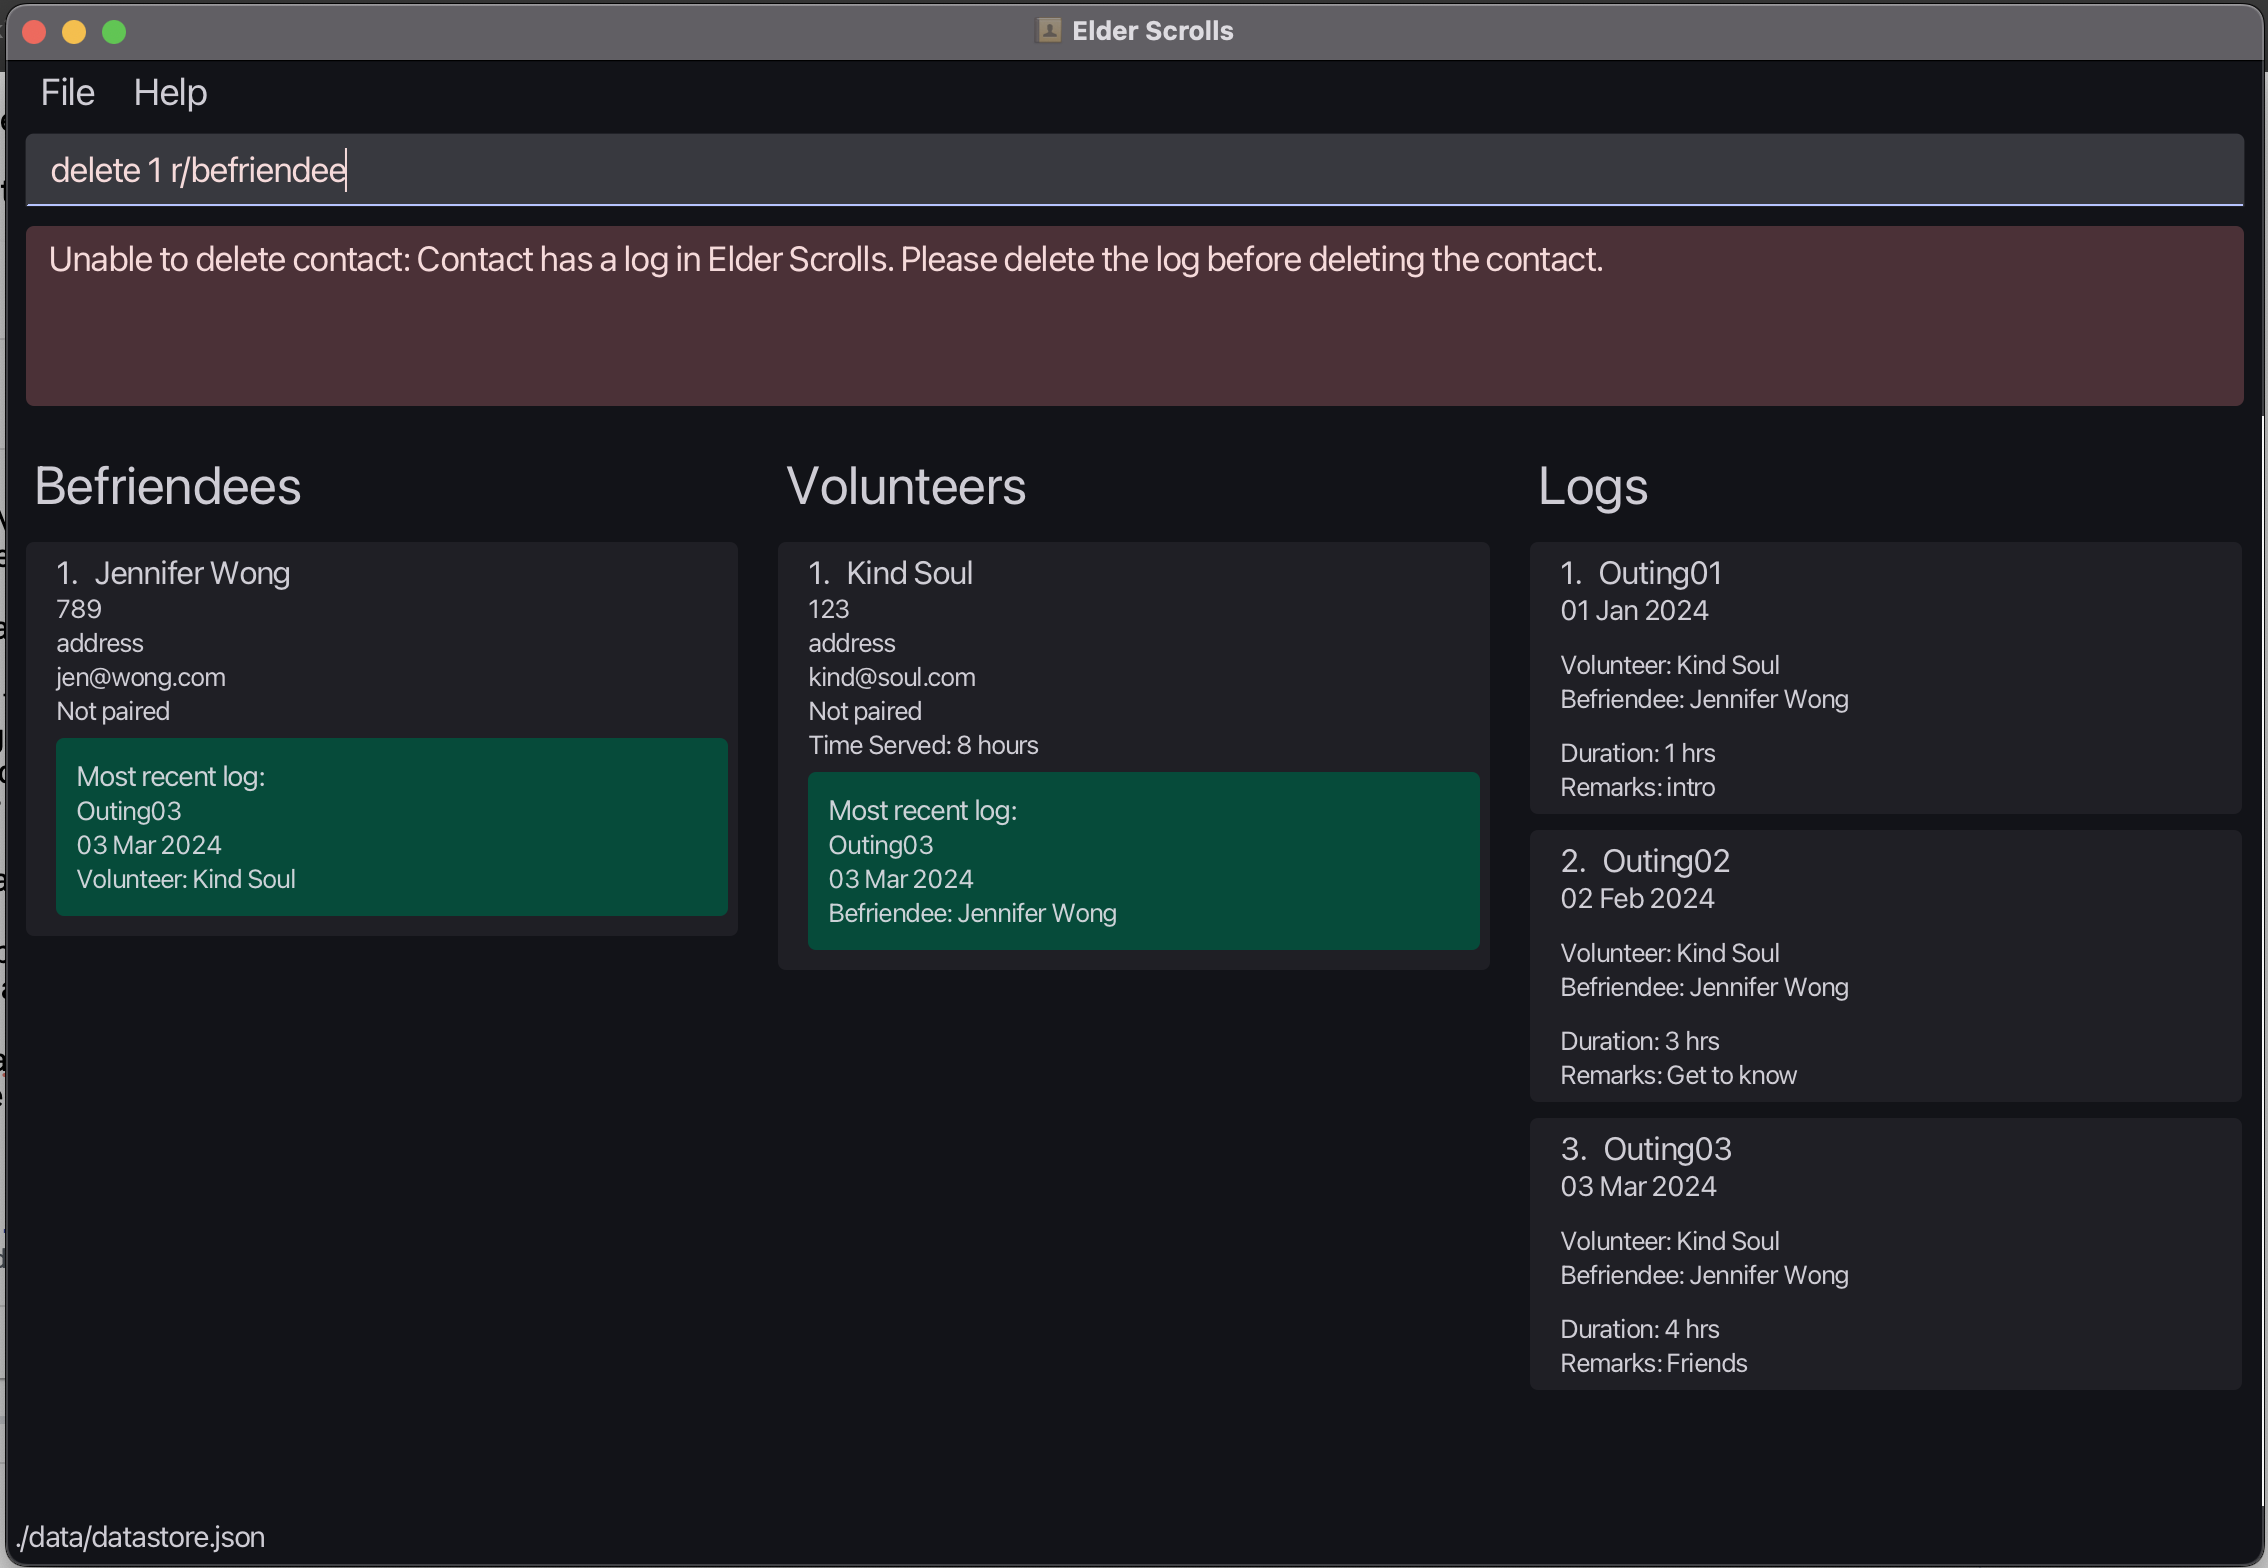 Elder Scrolls
File Help
delete 1 r/befriendee
Unable to delete contact: Contact has a log in Elder Scrolls. Please delete the log before deleting the contact.
Befriendees
1. Jennifer Wong
789
address
jen@wong.com
Not paired
Most recent log:
Outing03
03 Mar 2024
Volunteer: Kind Soul
Volunteers
1. Kind Soul
123
address
kind@soul.com
Not paired
Time Served: 8 hours
Most recent log:
Outing03
03 Mar 2024
Befriendee: Jennifer Wong
Logs
1. Outing01
01 Jan 2024
Volunteer: Kind Soul
Befriendee: Jennifer Wong
Duration: 1 hrs
Remarks: intro
2. Outing02
02 Feb 2024
Volunteer: Kind Soul
Befriendee: Jennifer Wong
Duration: 3 hrs
Remarks: Get to know
3. Outing03
03 Mar 2024
Volunteer: Kind Soul
Befriendee: Jennifer Wong
Duration: 4 hrs
Remarks: Friends
./data/datastore.json